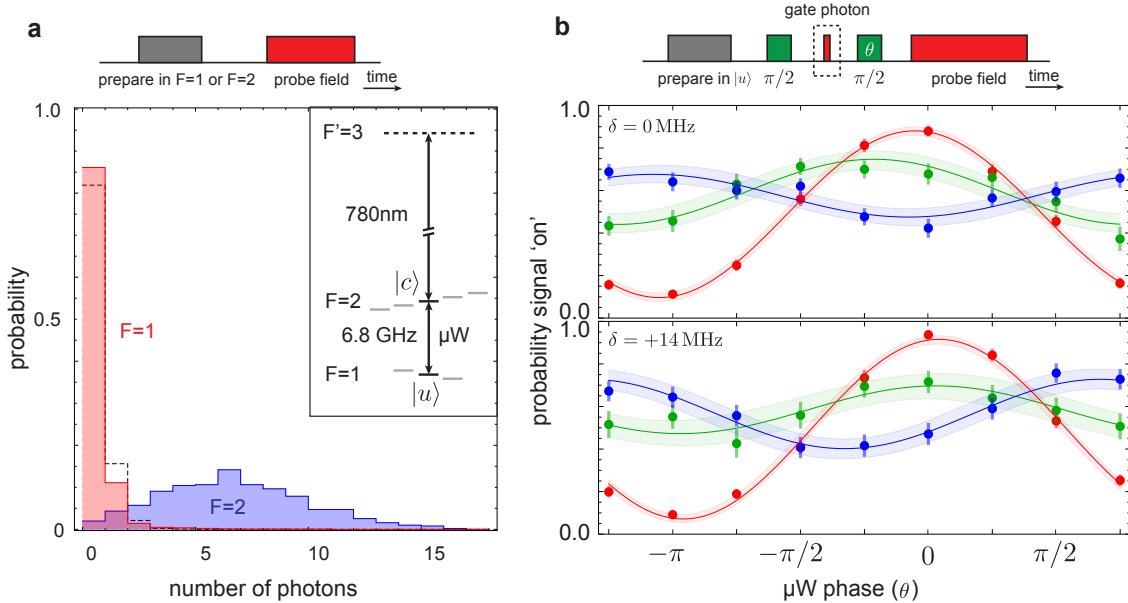 a
prepare in F=1 or F=2
probe field
time
1.0
0.5
0
probability
F=1
F=2
0
5
10
15
number of photons
F'=3
780nm
|c⟩
F=2
6.8 GHz
µW
F=1
|u⟩
b
gate photon
θ
prepare in |u⟩
π/2
π/2
probe field
time
1.0
δ = 0 MHz
0.0
1.0
δ = +14 MHz
0.0
probability signal 'on'
−π
−π/2
0
π/2
µW phase (θ)